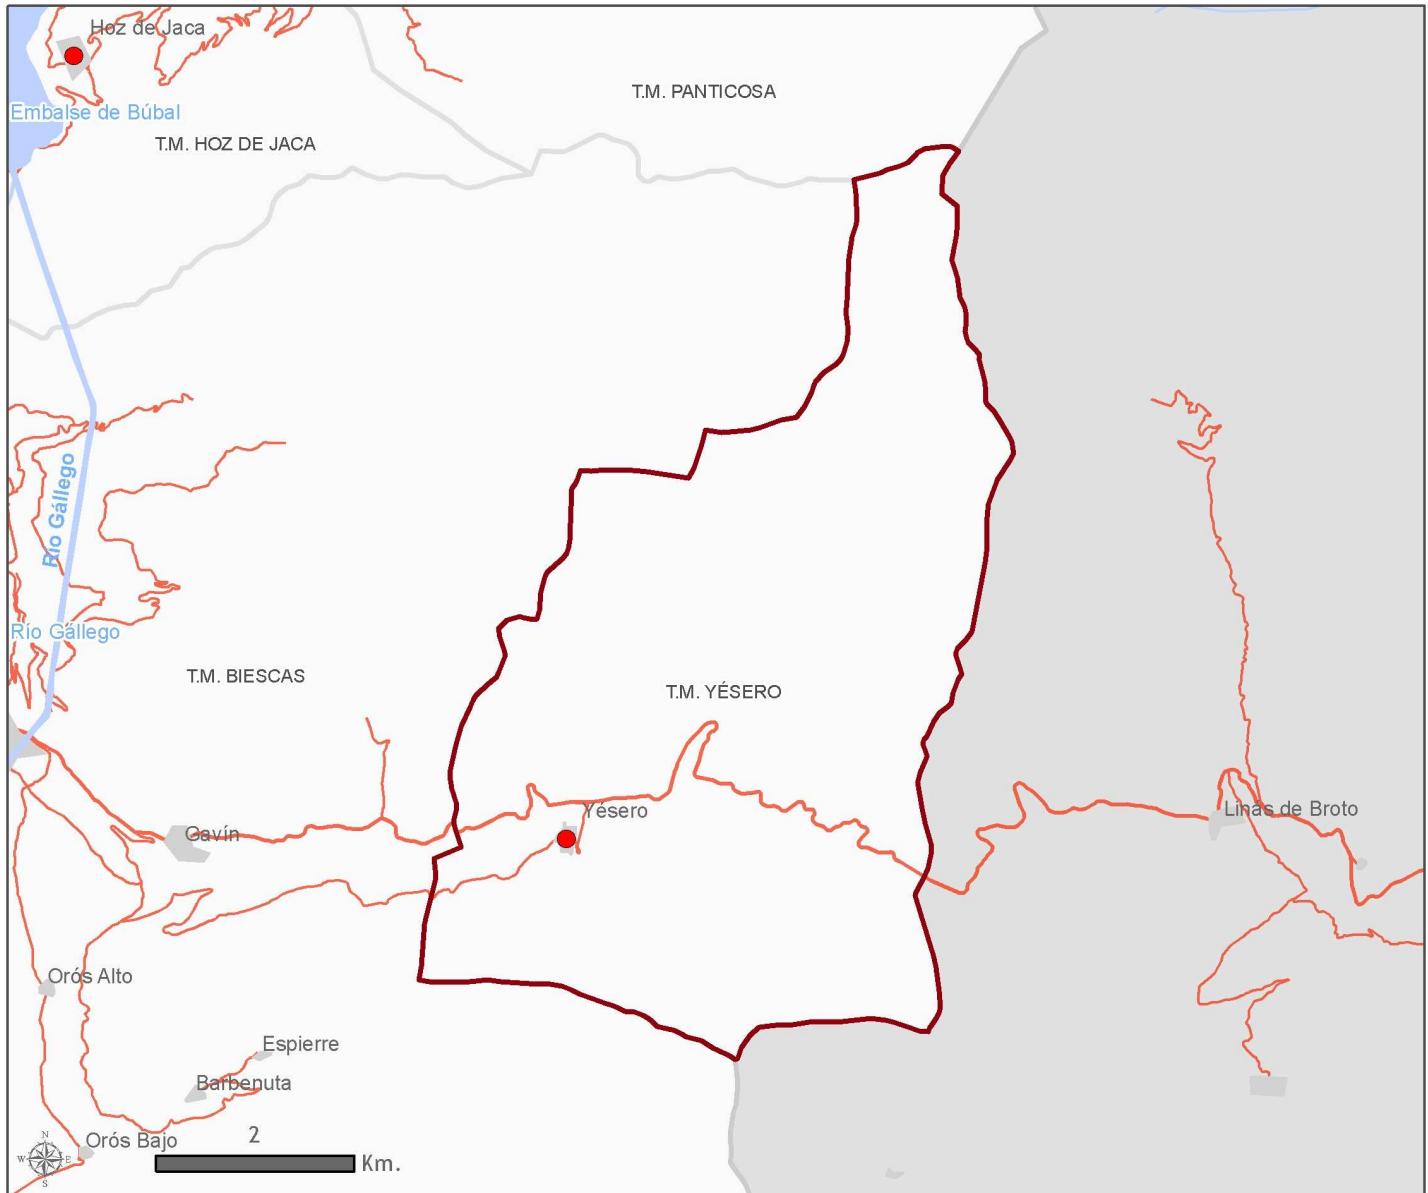 Hoz de Jaca
T.M. PANTICOSA
Embalse de Búbal
T.M. HOZ DE JACA
Río Gállego
Río Gállego
T.M. BIESCAS
T.M. YÉSERO
Yésero
Linás de Broto
Gavín
Orós Alto
Espierre
Barbenuta
Orós Bajo
2
Km.
N
W E
S